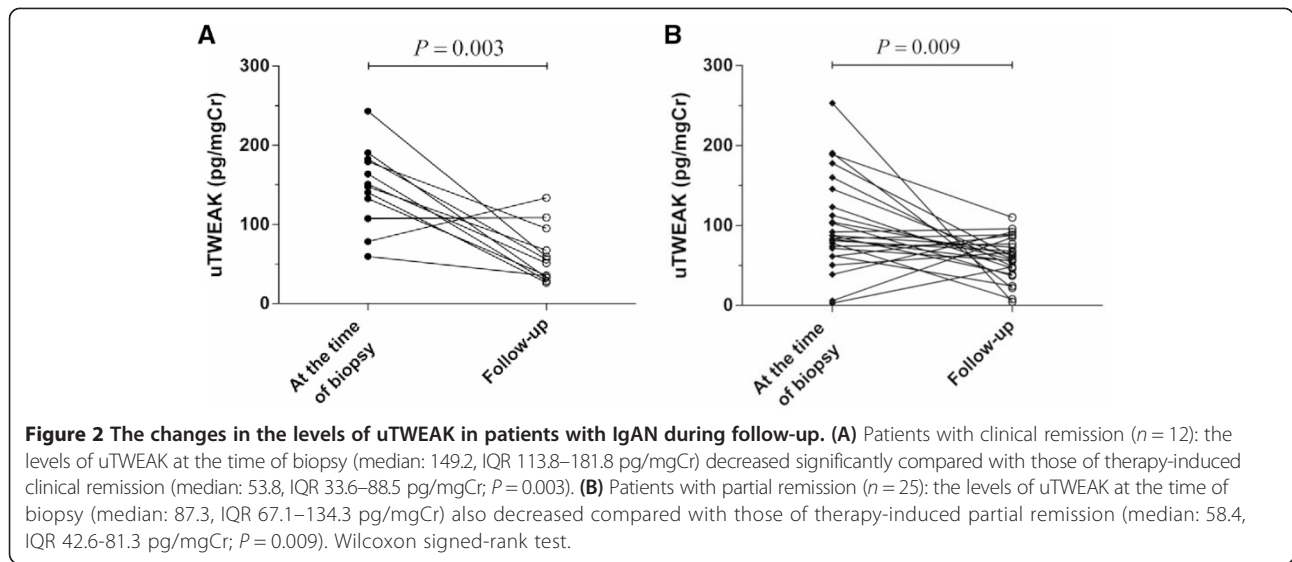 A
B
P = 0.003
P = 0.009
300
200
100
0
uTWEAK (pg/mgCr)
At the time
of biopsy
Follow-up
300
200
100
0
uTWEAK (pg/mgCr)
At the time
of biopsy
Follow-up
Figure 2 The changes in the levels of uTWEAK in patients with IgAN during follow-up. (A) Patients with clinical remission (n = 12): the
levels of uTWEAK at the time of biopsy (median: 149.2, IQR 113.8–181.8 pg/mgCr) decreased significantly compared with those of therapy-induced
clinical remission (median: 53.8, IQR 33.6–88.5 pg/mgCr; P = 0.003). (B) Patients with partial remission (n = 25): the levels of uTWEAK at the time of
biopsy (median: 87.3, IQR 67.1–134.3 pg/mgCr) also decreased compared with those of therapy-induced partial remission (median: 58.4,
IQR 42.6-81.3 pg/mgCr; P = 0.009). Wilcoxon signed-rank test.